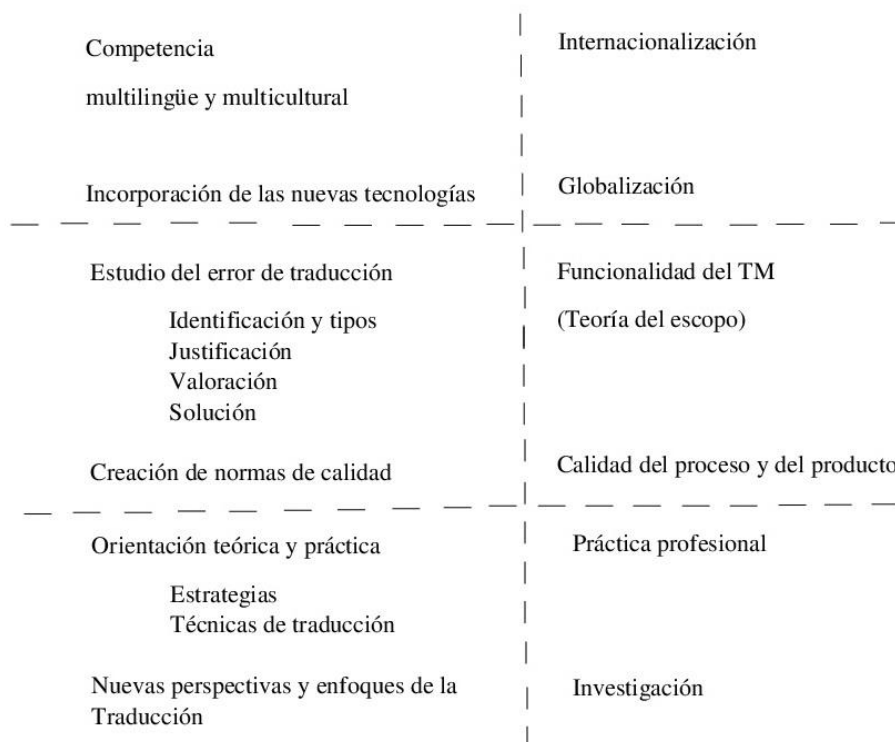 Competencia
multilingüe y multicultural
Incorporación de las nuevas tecnologías
Internacionalización
Globalización
Estudio del error de traducción
Identificación y tipos
Justificación
Valoración
Solución
Creación de normas de calidad
Funcionalidad del TM
(Teoría del escopo)
Calidad del proceso y del producto
Orientación teórica y práctica
Estrategias
Técnicas de traducción
Nuevas perspectivas y enfoques de la
Traducción
Práctica profesional
Investigación